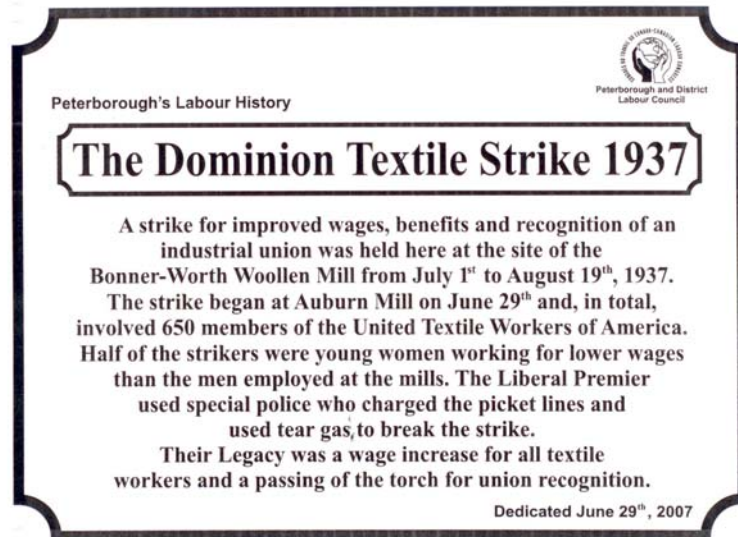 Peterborough's Labour History
Peterborough and District
Labour Council
The Dominion Textile Strike 1937
A strike for improved wages, benefits and recognition of an
industrial union was held here at the site of the
Bonner-Worth Woollen Mill from July 1st to August 19th, 1937.
The strike began at Auburn Mill on June 29th and, in total,
involved 650 members of the United Textile Workers of America.
Half of the strikers were young women working for lower wages
than the men employed at the mills. The Liberal Premier
used special police who charged the picket lines and
used tear gas, to break the strike.
Their Legacy was a wage increase for all textile
workers and a passing of the torch for union recognition.
Dedicated June 29th, 2007